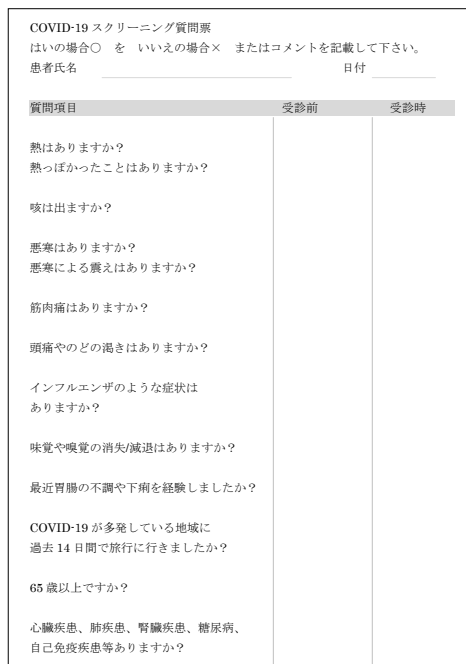 COVID-19 スクリーニング質問票
はいの場合○ を いいえの場合× またはコメントを記載して下さい。
患者氏名 日付
質問項目 受診前 受診時
熱はありますか？
熱っぽかったことはありますか？
咳は出ますか？
悪寒はありますか？
悪寒による震えはありますか？
筋肉痛はありますか？
頭痛やのどの渇きはありますか？
インフルエンザのような症状は
ありますか？
味覚や嗅覚の消失/減退はありますか？
最近胃腸の不調や下痢を経験しましたか？
COVID-19 が多発している地域に
過去 14 日間で旅行に行きましたか？
65 歳以上ですか？
心臓疾患、肺疾患、腎臓疾患、糖尿病、
自己免疫疾患等ありますか？